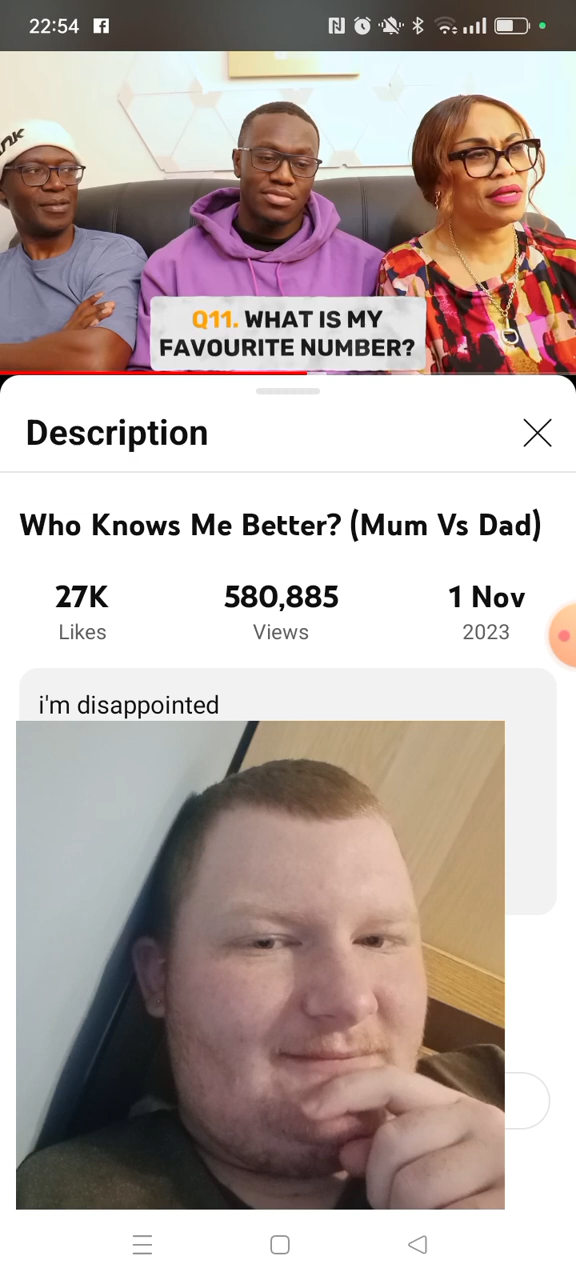 22:54
NK
Q11. WHAT IS MY
FAVOURITE NUMBER?
Description
Who Knows Me Better? (Mum Vs Dad)
27K
580,885
1 Nov
Likes
Views
2023
i'm disappointed